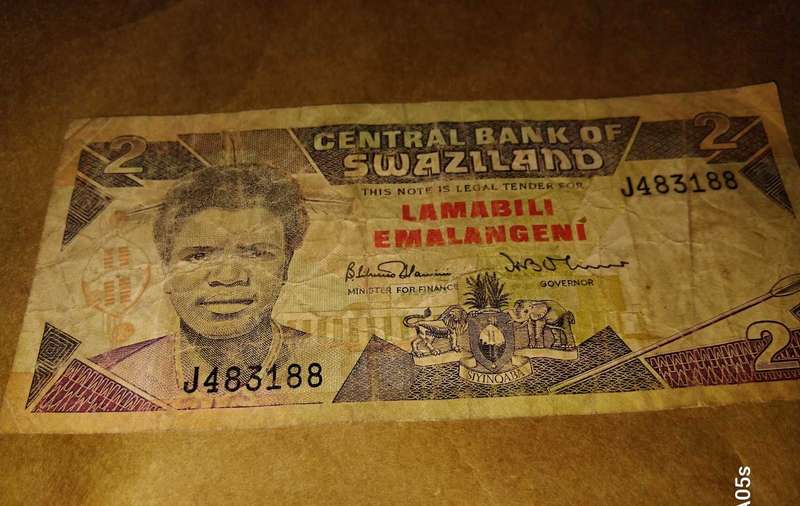 2
CENTRAL BANK OF
SWAZILAND
2
THIS NOTE IS LEGAL TENDER FOR
J483188
LAMABILI
EMALANGENI
MINISTER FOR FINANCE
GOVERNOR
SIYINQABA
J483188
2
A05s